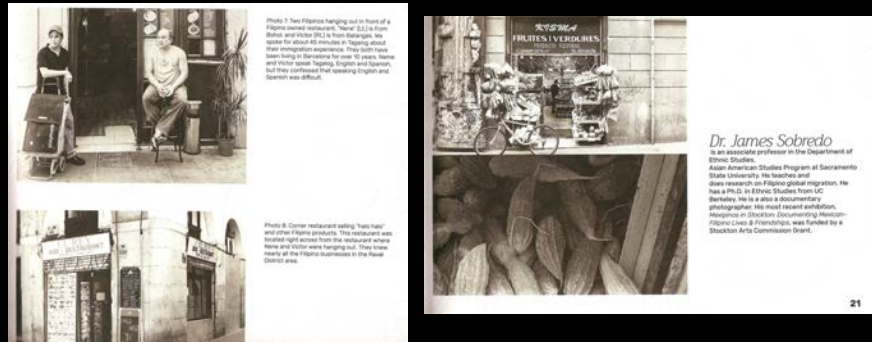 Photo 7: Two Filipinos hanging out in front of a
Filipino owned restaurant. "Nene" (Lt.) is from
Bohol, and Victor (Rt.) is from Batangas. We
spoke for about 45 minutes in Tagalog about
their immigration experience. They both have
been living in Barcelona for over 10 years. Nene
and Victor speak Tagalog, English and Spanish,
but they confessed that speaking English and
Spanish was difficult.
Photo 8: Corner restaurant selling "halo halo"
and other Filipino products. This restaurant was
located right across from the restaurant where
Nene and Victor were hanging out. They knew
nearly all the Filipino businesses in the Raval
District area.
RESTAURANT
KISMA
FRUITES I VERDURES
Dr. James Sobredo
is an associate professor in the Department of
Ethnic Studies,
Asian American Studies Program at Sacramento
State University. He teaches and
does research on Filipino global migration. He
has a Ph.D. in Ethnic Studies from UC
Berkeley. He is a also a documentary
photographer. His most recent exhibition,
Mexipinos in Stockton: Documenting Mexican-
Filipino Lives & Friendships, was funded by a
Stockton Arts Commission Grant.
21